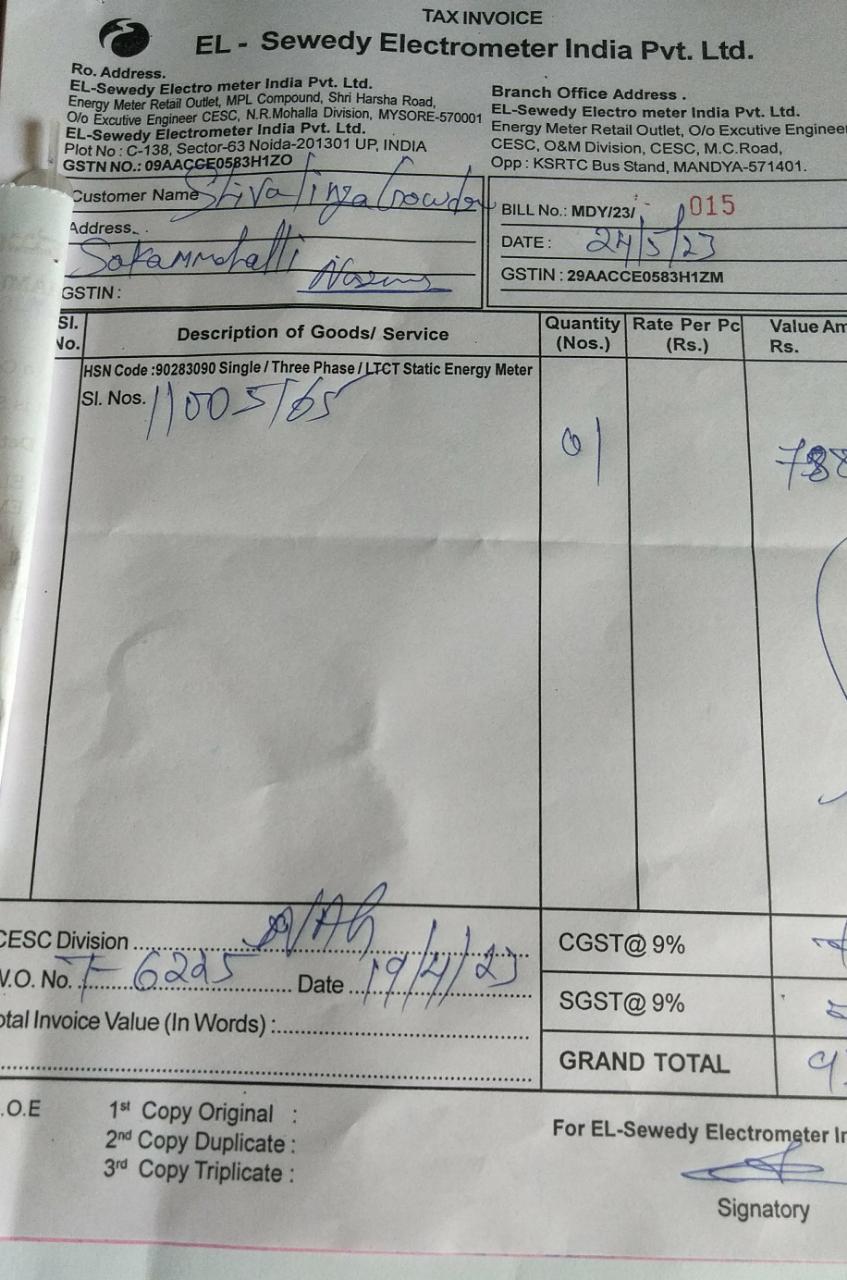 TAX INVOICE
EL - Sewedy Electrometer India Pvt. Ltd.
Ro. Address.
EL-Sewedy Electro meter India Pvt. Ltd.
Energy Meter Retail Outlet, MPL Compound, Shri Harsha Road,
O/o Excutive Engineer CESC, N.R.Mohalla Division, MYSORE-570001
EL-Sewedy Electrometer India Pvt. Ltd.
Plot No : C-138, Sector-63 Noida-201301 UP, INDIA
GSTN NO.: 09AACCE0583H1ZO
Branch Office Address .
EL-Sewedy Electro meter India Pvt. Ltd.
Energy Meter Retail Outlet, O/o Excutive Engineer
CESC, O&M Division, CESC, M.C.Road,
Opp : KSRTC Bus Stand, MANDYA-571401.
Customer Name Shivalinga Gowda
Address.
GSTIN :
BILL No.: MDY/23/ 015
DATE : 24/5/23
GSTIN : 29AACCE0583H1ZM
Sl. No. Description of Goods/ Service Quantity (Nos.) Rate Per Pc (Rs.) Value Am Rs.
HSN Code :90283090 Single / Three Phase / LTCT Static Energy Meter
Sl. Nos. 11005165
01
CESC Division
V.O. No. T-6225 Date 19/4/23
otal Invoice Value (In Words) :
CGST@ 9%
SGST@ 9%
GRAND TOTAL
.O.E
1st Copy Original :
2nd Copy Duplicate :
3rd Copy Triplicate :
For EL-Sewedy Electrometer In
Signatory